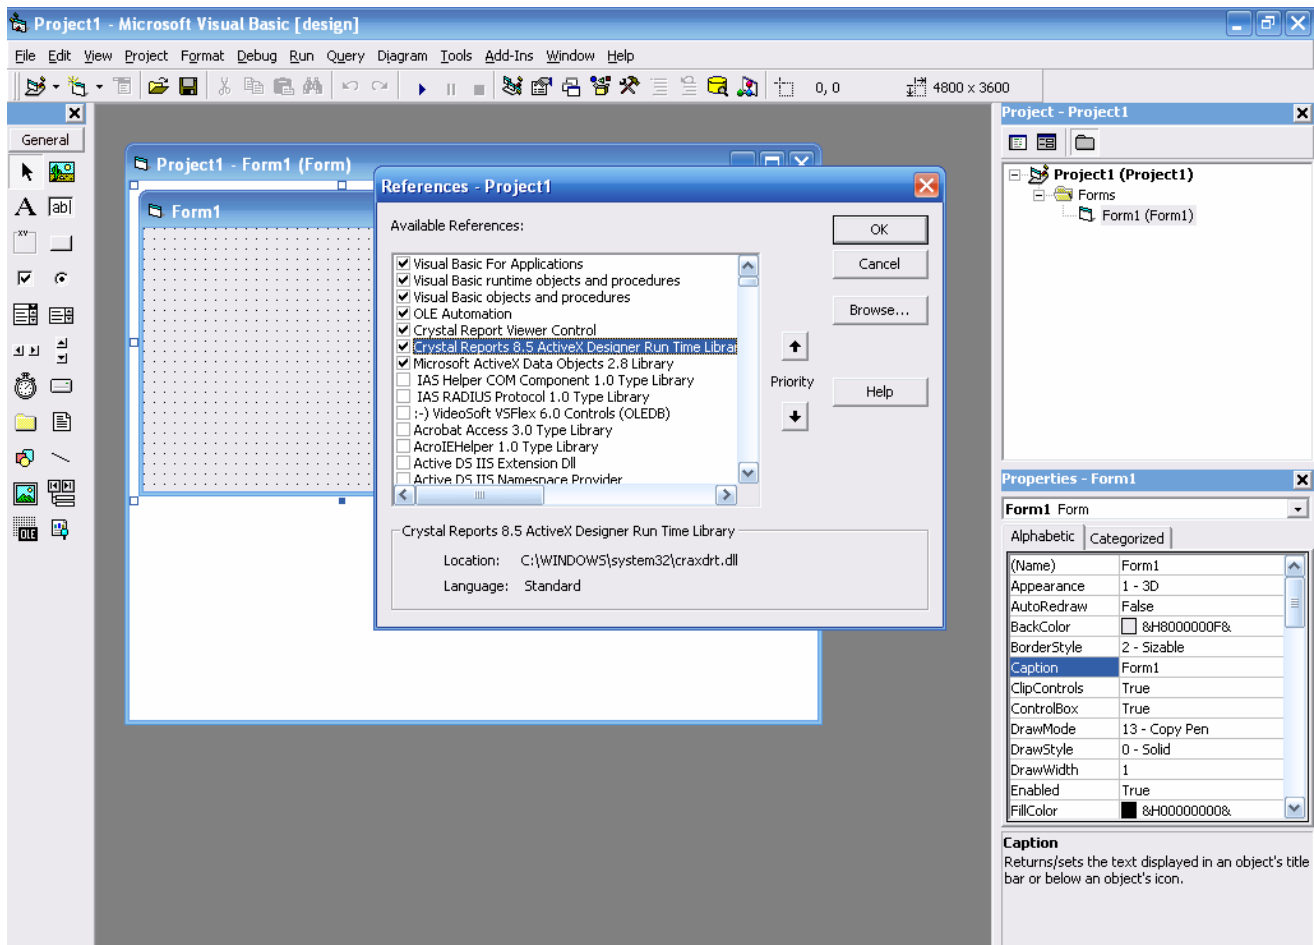 Project1 - Microsoft Visual Basic [design]
File Edit View Project Format Debug Run Query Diagram Tools Add-Ins Window Help
0, 0
4800 x 3600
General
A
ab|
xv
OLE
Project1 - Form1 (Form)
Form1
References - Project1
Available References:
Visual Basic For Applications
Visual Basic runtime objects and procedures
Visual Basic objects and procedures
OLE Automation
Crystal Report Viewer Control
Crystal Reports 8.5 ActiveX Designer Run Time Libra
Microsoft ActiveX Data Objects 2.8 Library
IAS Helper COM Component 1.0 Type Library
IAS RADIUS Protocol 1.0 Type Library
:-) VideoSoft VSFlex 6.0 Controls (OLEDB)
Acrobat Access 3.0 Type Library
AcroIEHelper 1.0 Type Library
Active DS IIS Extension Dll
Active DS IIS Namespace Provider
OK
Cancel
Browse...
Priority
Help
Crystal Reports 8.5 ActiveX Designer Run Time Library
Location: C:\WINDOWS\system32\craxdrt.dll
Language: Standard
Project - Project1
Project1 (Project1)
Forms
Form1 (Form1)
Properties - Form1
Form1 Form
Alphabetic Categorized
(Name) Form1
Appearance 1 - 3D
AutoRedraw False
BackColor &H8000000F&
BorderStyle 2 - Sizable
Caption Form1
ClipControls True
ControlBox True
DrawMode 13 - Copy Pen
DrawStyle 0 - Solid
DrawWidth 1
Enabled True
FillColor &H00000000&
Caption
Returns/sets the text displayed in an object's title
bar or below an object's icon.